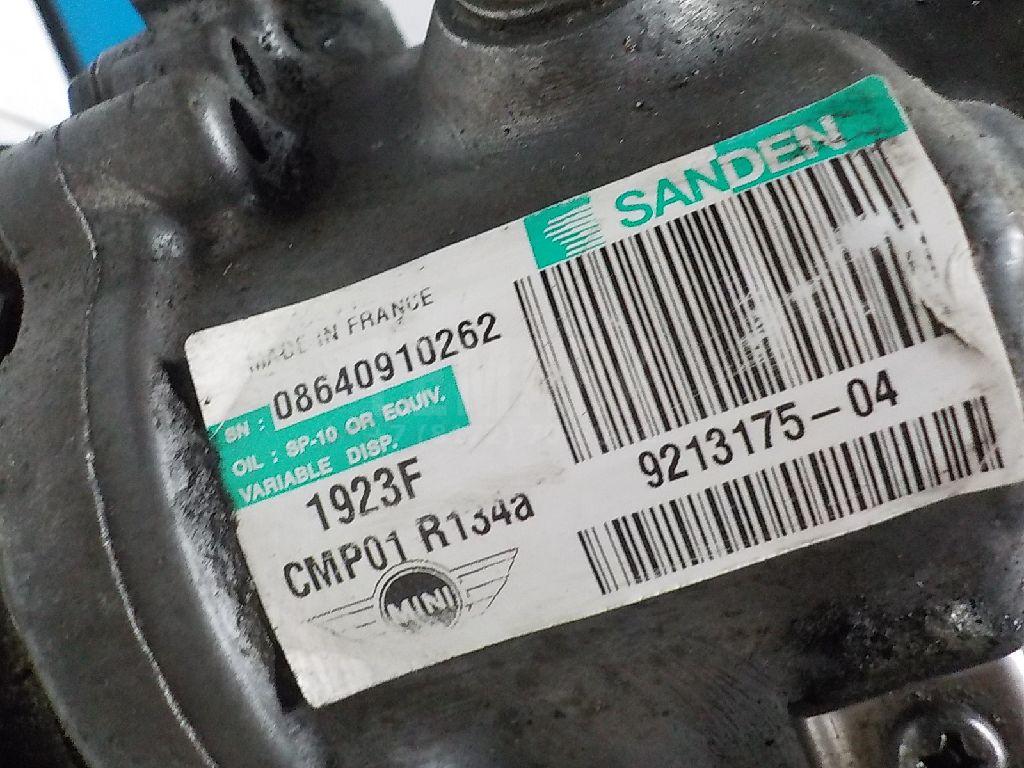 SANDEN
MADE IN FRANCE
SN : 08640910262
OIL : SP-10 OR EQUIV.
VARIABLE DISP.
1923F
CMP01 R134a
MINI
9213175-04